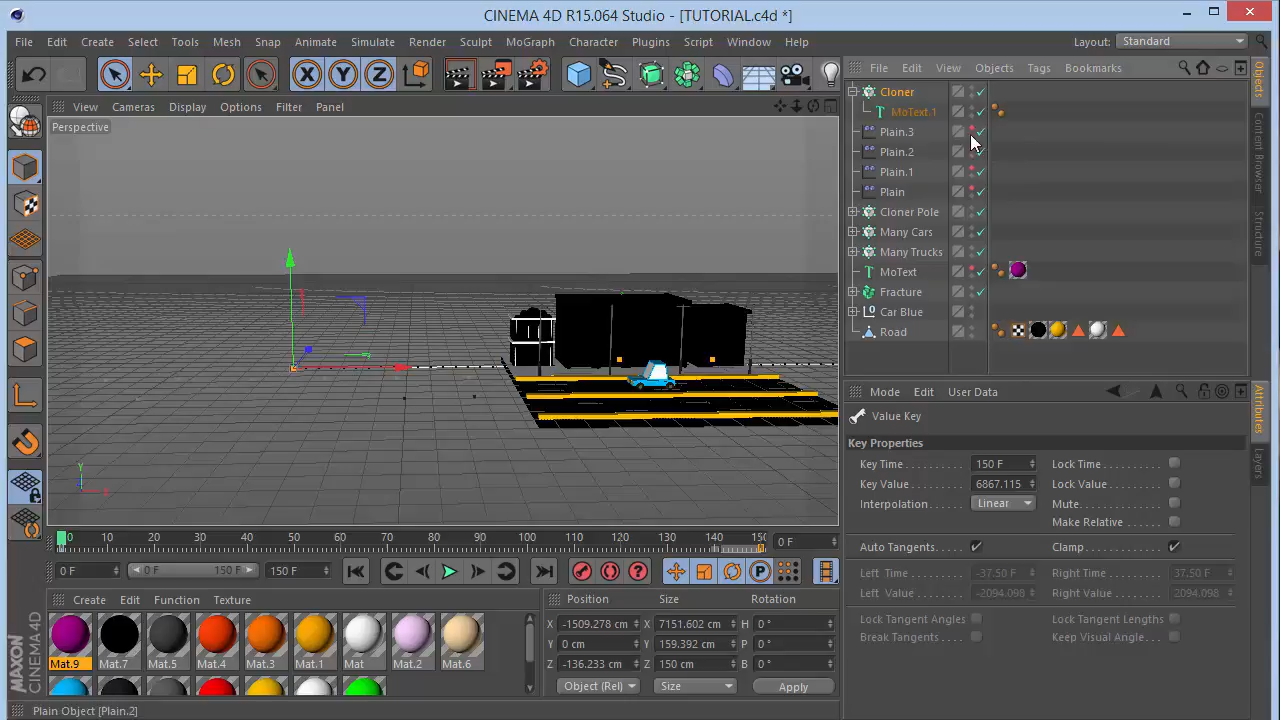 CINEMA 4D R15.064 Studio - [TUTORIAL.c4d *]
File Edit Create Select Tools Mesh Snap Animate Simulate Render Sculpt MoGraph Character Plugins Script Window Help Layout: Standard
X Y Z
File Edit View Objects Tags Bookmarks
Objects
Content Browser
Structure
Cloner
MoText.1
Plain.3
Plain.2
Plain.1
Plain
Cloner Pole
Many Cars
Many Trucks
MoText
Fracture
Car Blue
Road
View Cameras Display Options Filter Panel
Perspective
Y
X
Mode Edit User Data
Attributes
Layers
Value Key
Key Properties
Key Time 150 F Lock Time
Key Value 6867.115 Lock Value
Interpolation Linear Mute
Make Relative
Auto Tangents Clamp
Left Time -37.50 F Right Time 37.50 F
Left Value -2094.098 Right Value 2094.098
Lock Tangent Angles Lock Tangent Lengths
Break Tangents Keep Visual Angle
0 10 20 30 40 50 60 70 80 90 100 110 120 130 140 150 0 F
0 F 0 F 150 F 150 F
Create Edit Function Texture
Mat.9 Mat.7 Mat.5 Mat.4 Mat.3 Mat.1 Mat Mat.2 Mat.6
Position Size Rotation
X -1509.278 cm X 7151.602 cm H 0 °
Y 0 cm Y 159.392 cm P 0 °
Z -136.233 cm Z 150 cm B 0 °
Object (Rel) Size Apply
MAXON CINEMA 4D
Plain Object [Plain.2]